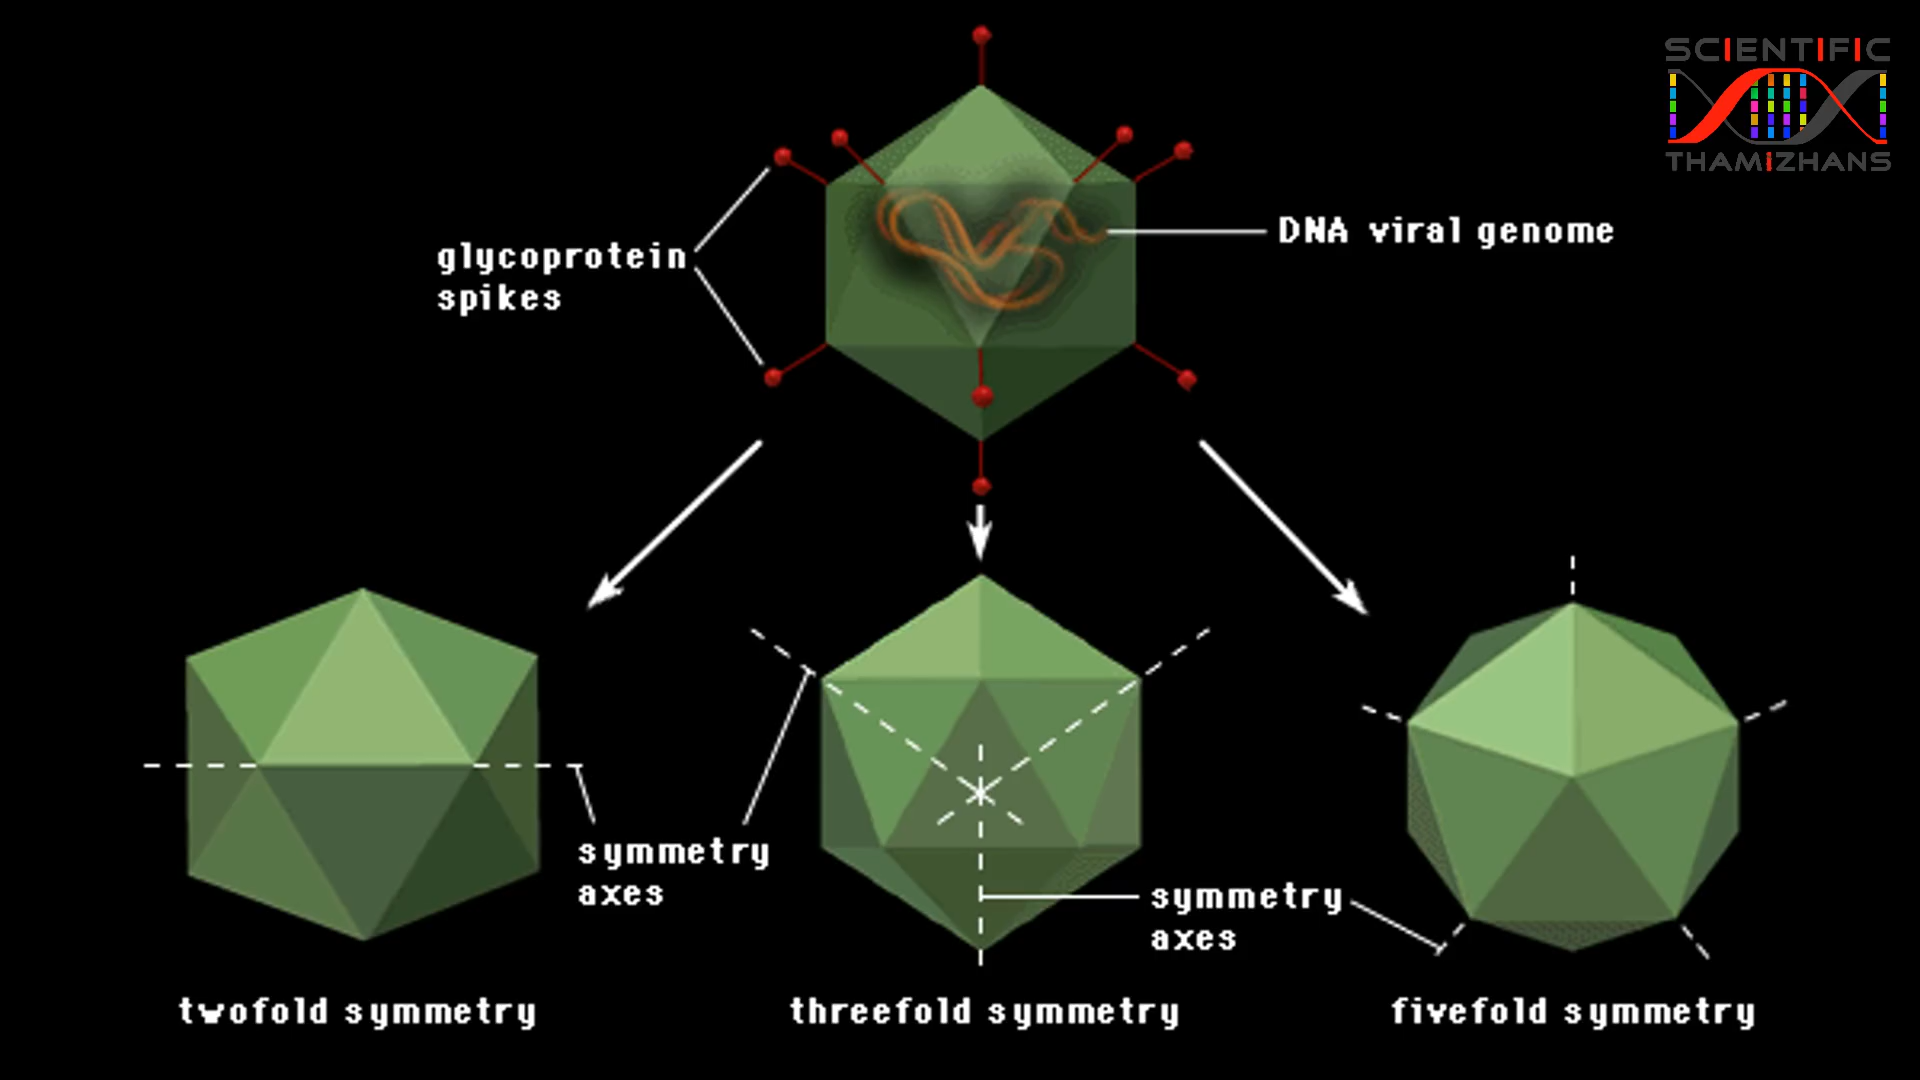 SCIENTIFIC
THAMIZHANS
glycoprotein
spikes
DNA viral genome
symmetry
axes
symmetry
axes
twofold symmetry
threefold symmetry
fivefold symmetry